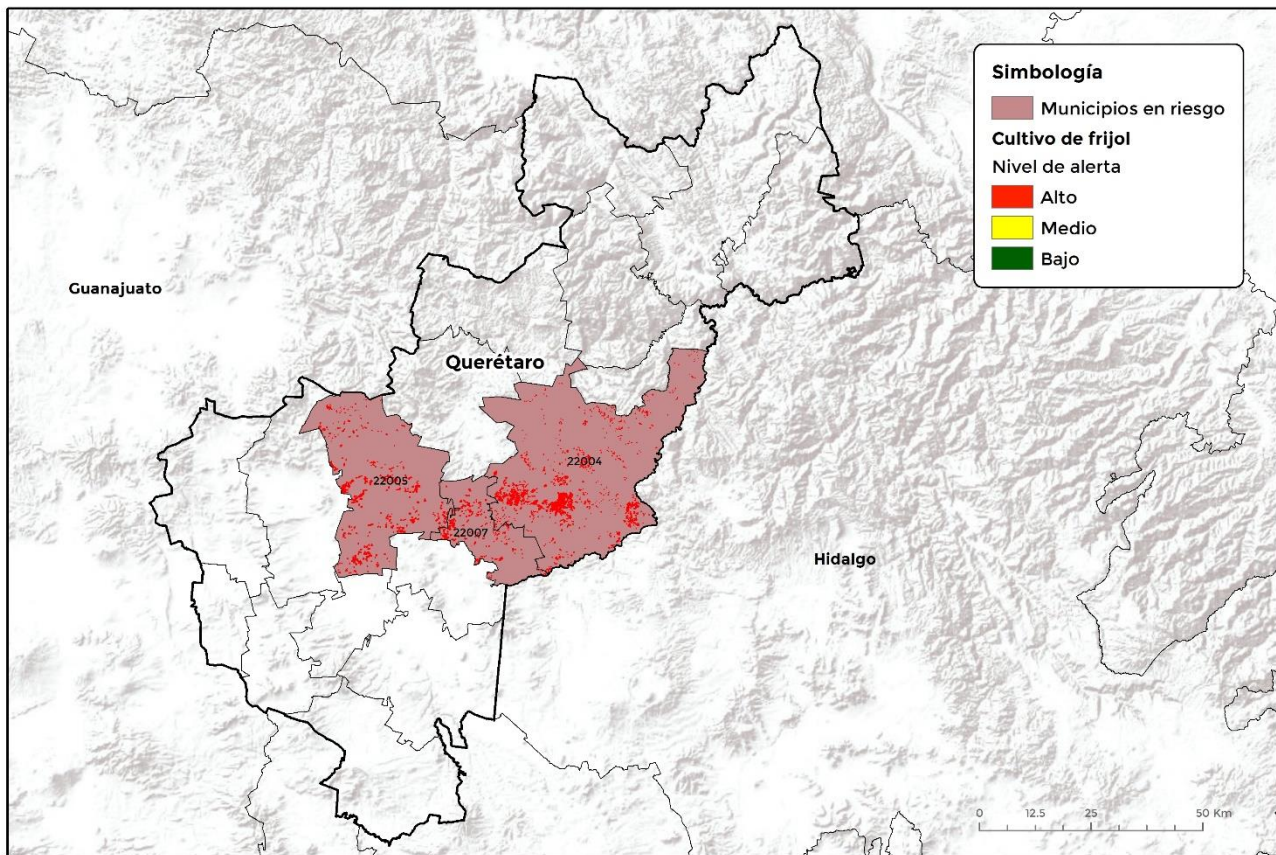 Simbología
Municipios en riesgo
Cultivo de frijol
Nivel de alerta
Alto
Medio
Bajo
Guanajuato
Querétaro
22004
22005
22007
Hidalgo
0 12.5 25 50 Km